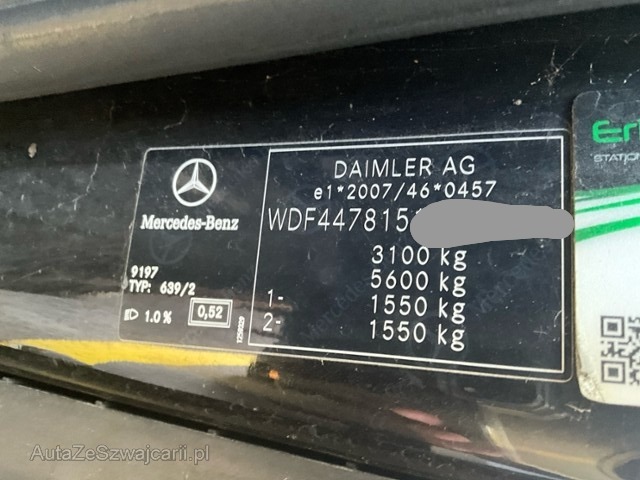 DAIMLER AG
e1*2007/46*0457
WDF447815
3100 kg
5600 kg
1- 1550 kg
2- 1550 kg
Mercedes-Benz
9197
TYP: 639/2
1.0% 0,52
AutaZeSzwajcarii.pl